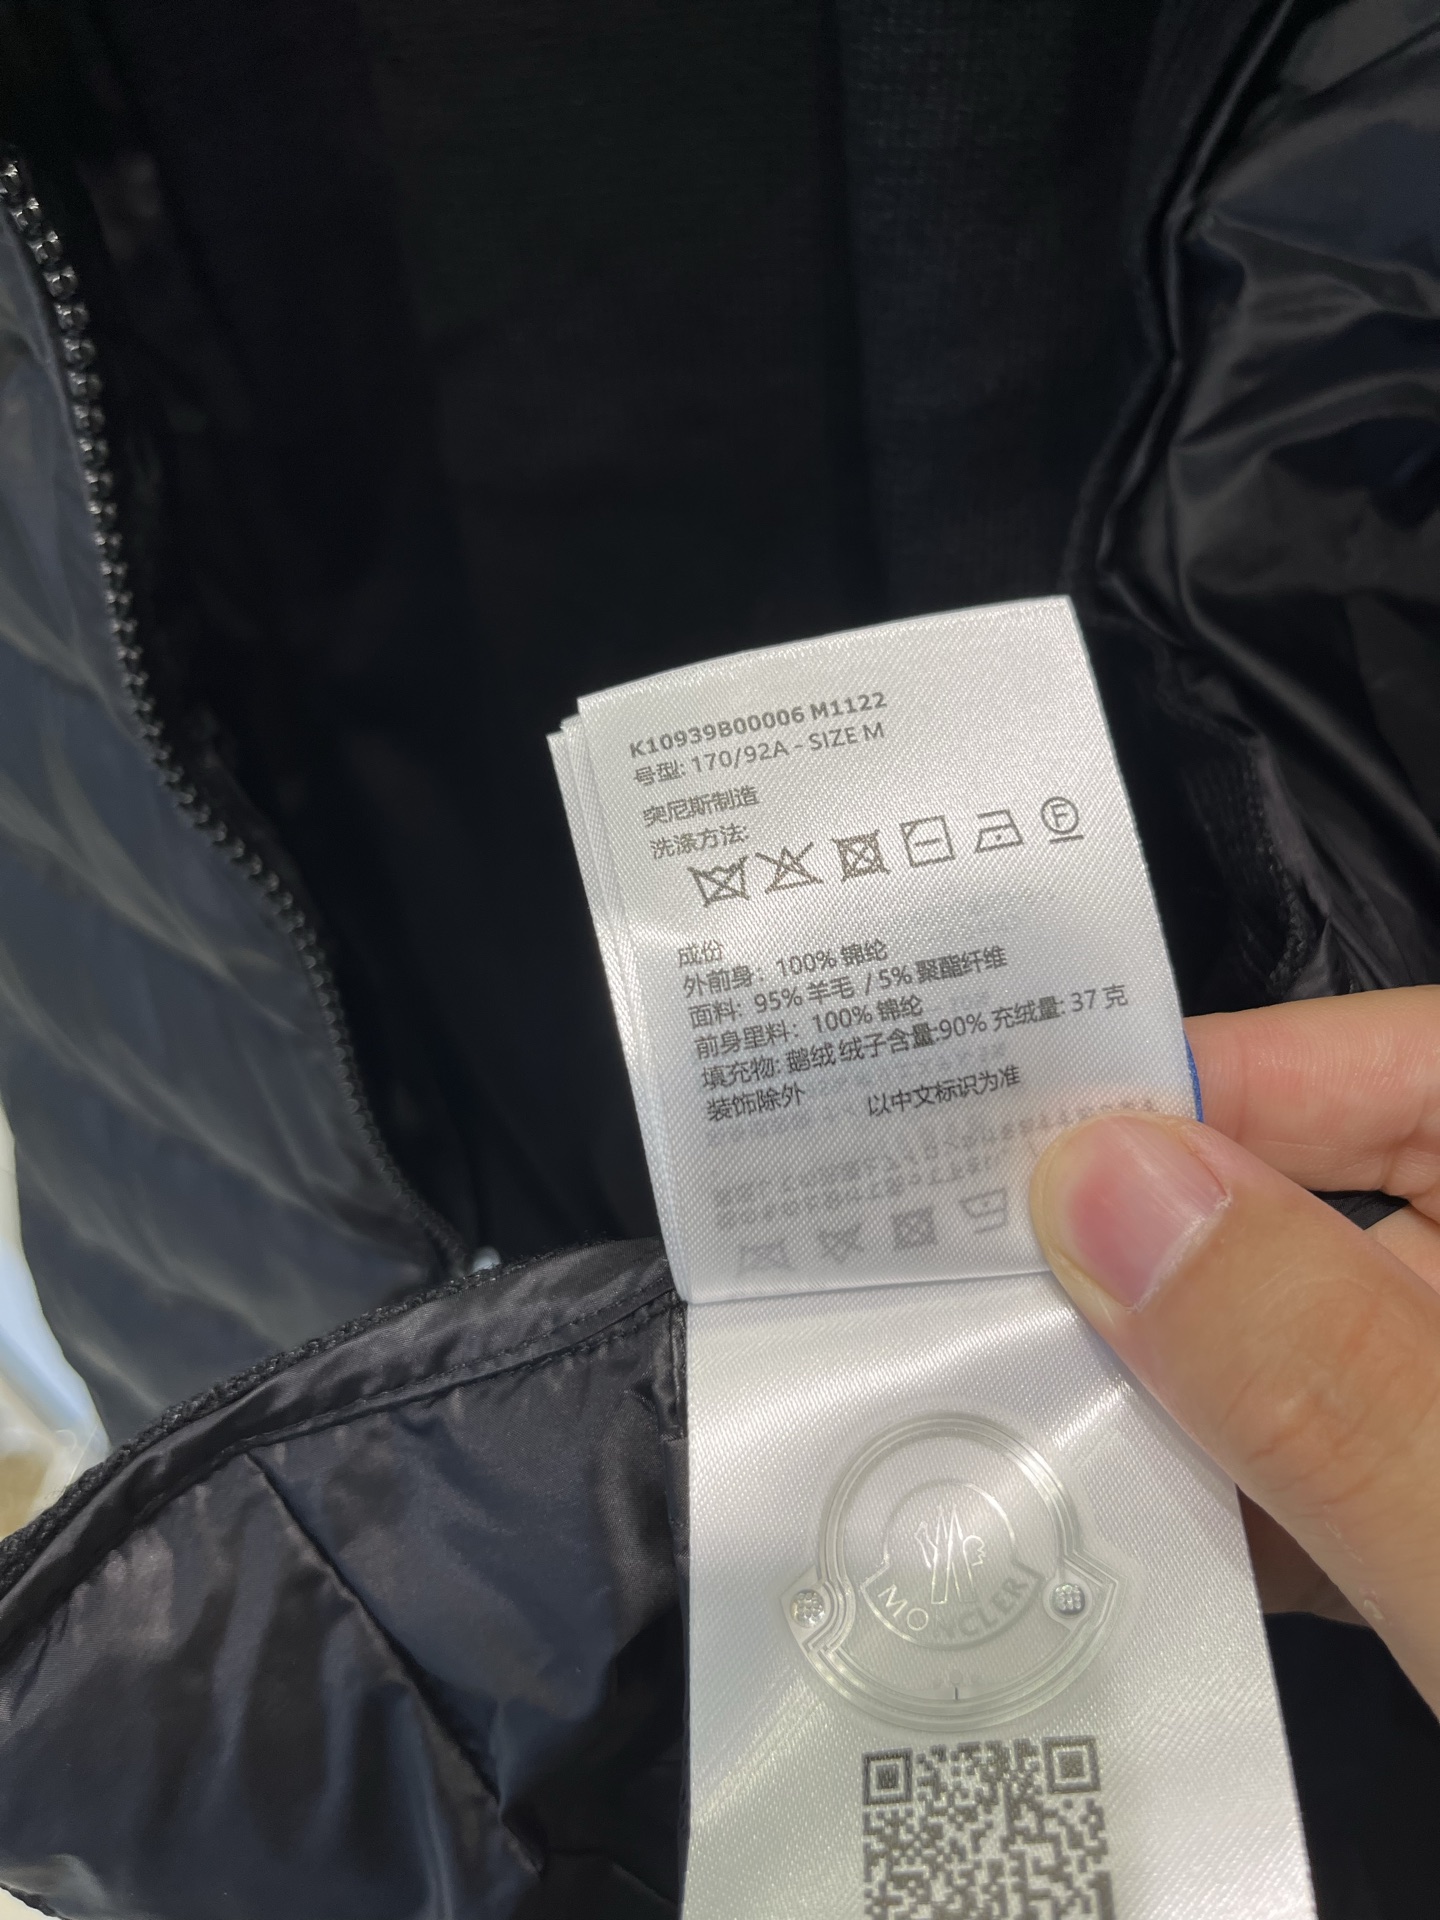 K10939B00006 M1122
号型: 170/92A - SIZE M
突尼斯制造
洗涤方法:
F
成份
外前身: 100% 锦纶
面料: 95% 羊毛 / 5% 聚酯纤维
前身里料: 100% 锦纶
填充物: 鹅绒 绒子含量:90% 充绒量: 37 克
装饰除外 以中文标识为准
MONCLER